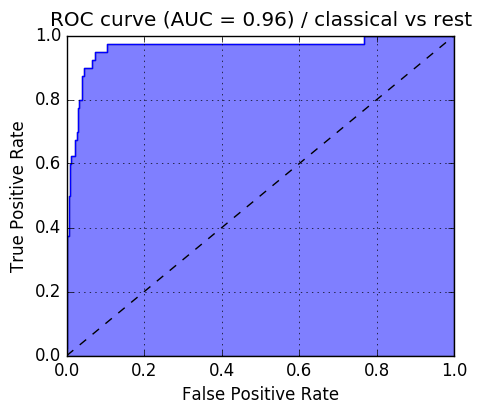 ROC curve (AUC = 0.96) / classical vs rest
1.0
0.8
0.6
0.4
0.2
0.0
True Positive Rate
0.0 0.2 0.4 0.6 0.8 1.0
False Positive Rate